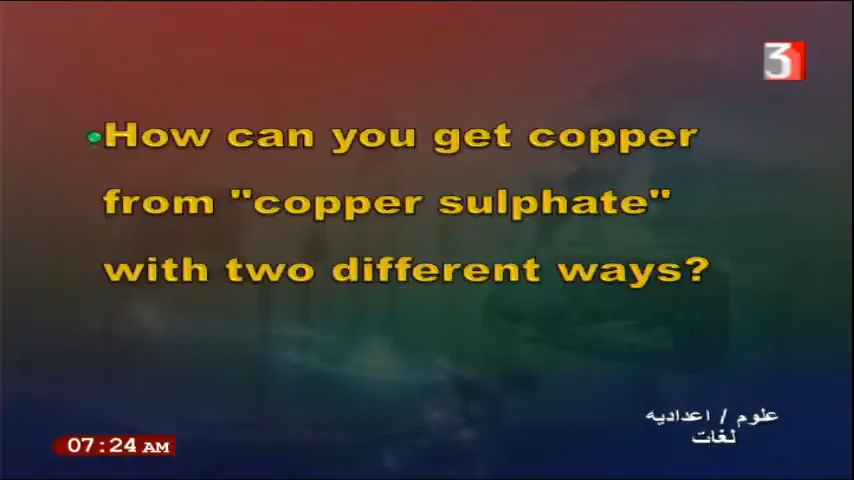 3
How can you get copper
from "copper sulphate"
with two different ways?
علوم / اعداديه
لغات
07:24 AM